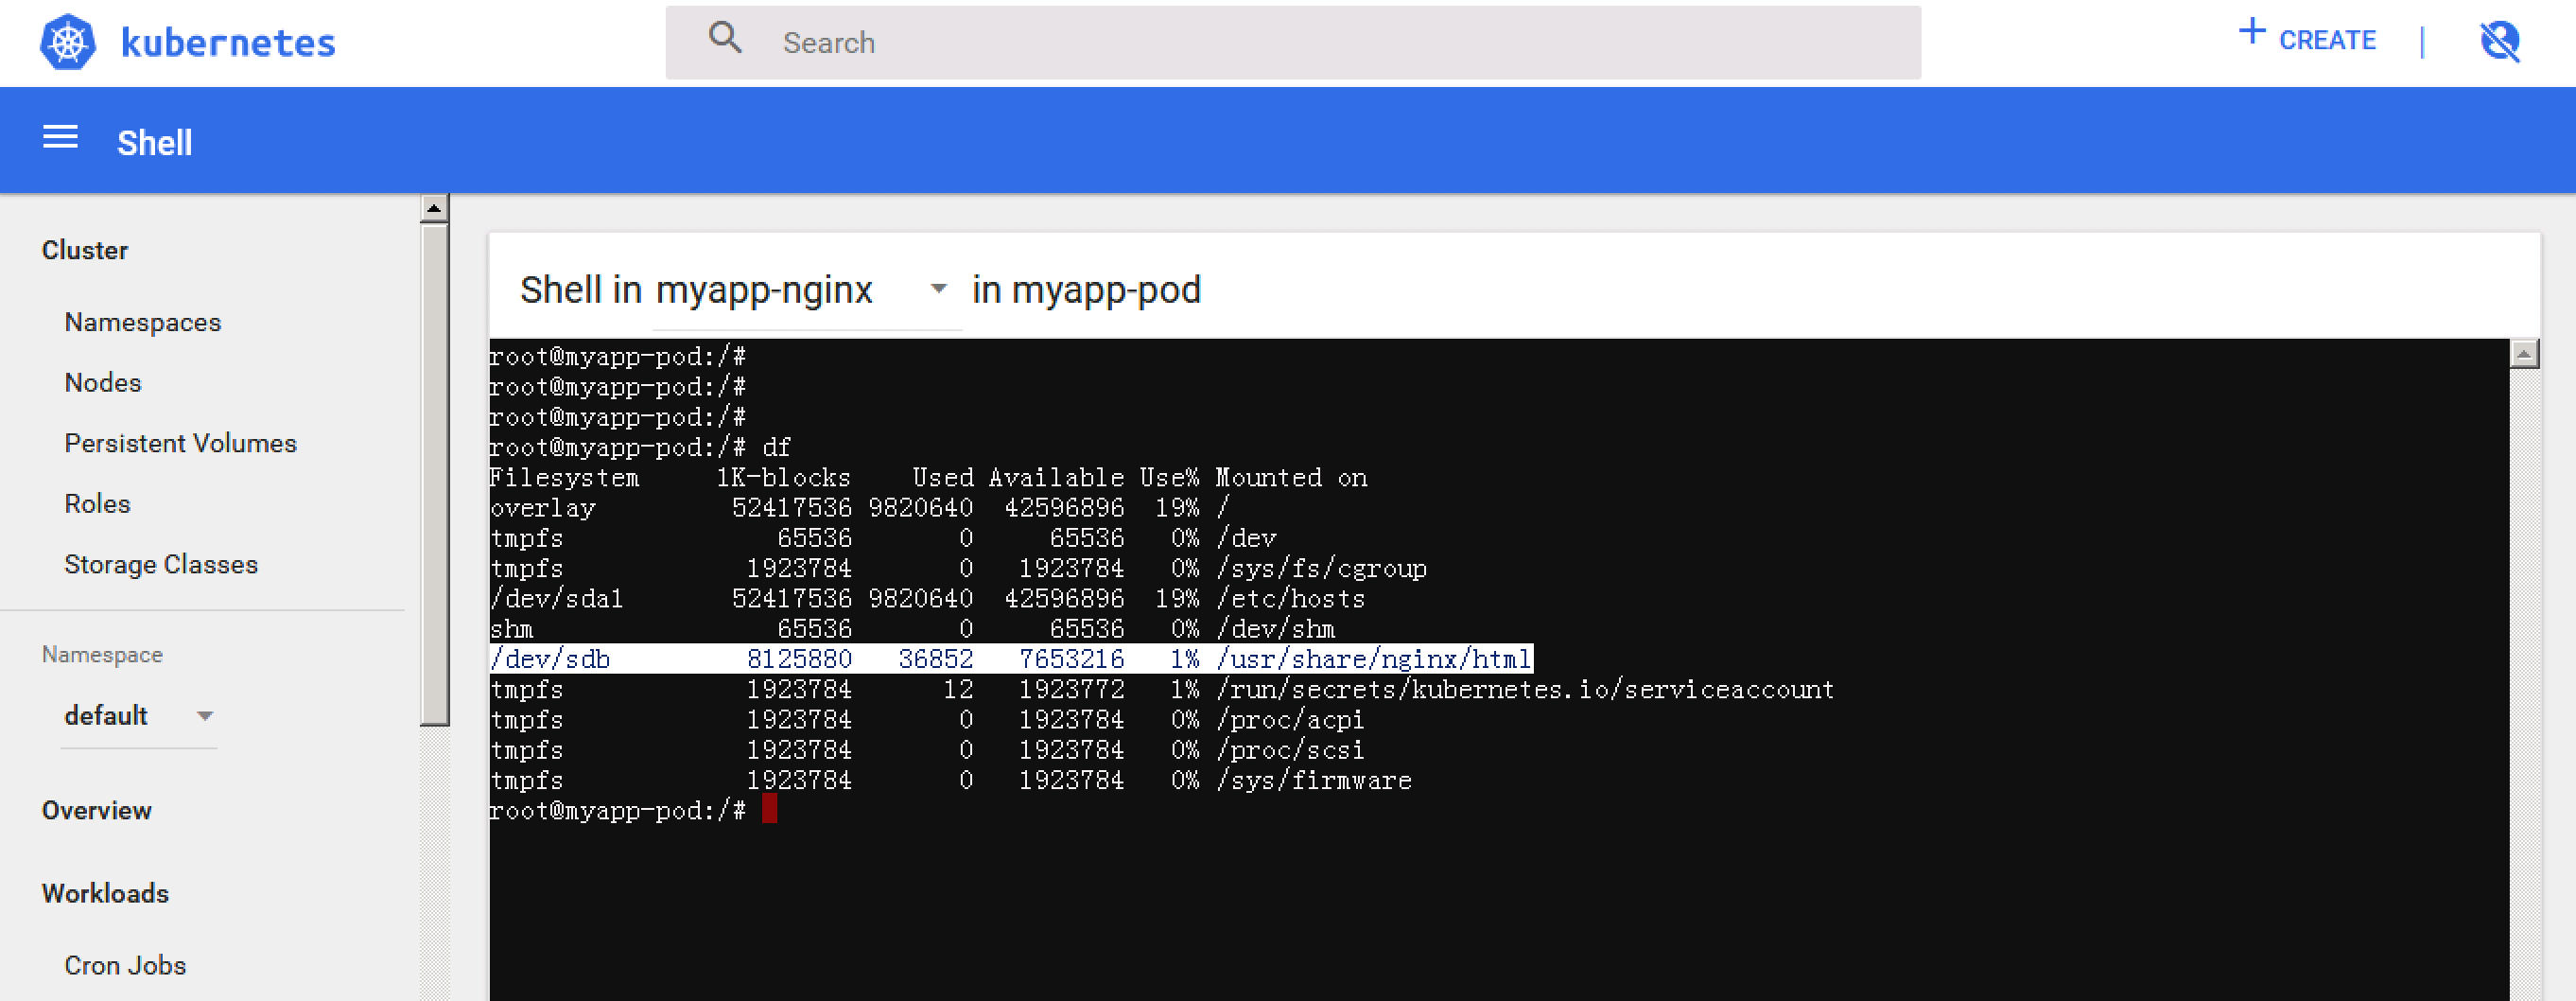 kubernetes
Search
+ CREATE |
Shell
Cluster
Namespaces
Nodes
Persistent Volumes
Roles
Storage Classes
Namespace
default
Overview
Workloads
Cron Jobs
Shell in myapp-nginx in myapp-pod
root@myapp-pod:/#
root@myapp-pod:/#
root@myapp-pod:/#
root@myapp-pod:/# df
Filesystem 1K-blocks Used Available Use% Mounted on
overlay 52417536 9820640 42596896 19% /
tmpfs 65536 0 65536 0% /dev
tmpfs 1923784 0 1923784 0% /sys/fs/cgroup
/dev/sda1 52417536 9820640 42596896 19% /etc/hosts
shm 65536 0 65536 0% /dev/shm
/dev/sdb 8125880 36852 7653216 1% /usr/share/nginx/html
tmpfs 1923784 12 1923772 1% /run/secrets/kubernetes.io/serviceaccount
tmpfs 1923784 0 1923784 0% /proc/acpi
tmpfs 1923784 0 1923784 0% /proc/scsi
tmpfs 1923784 0 1923784 0% /sys/firmware
root@myapp-pod:/#